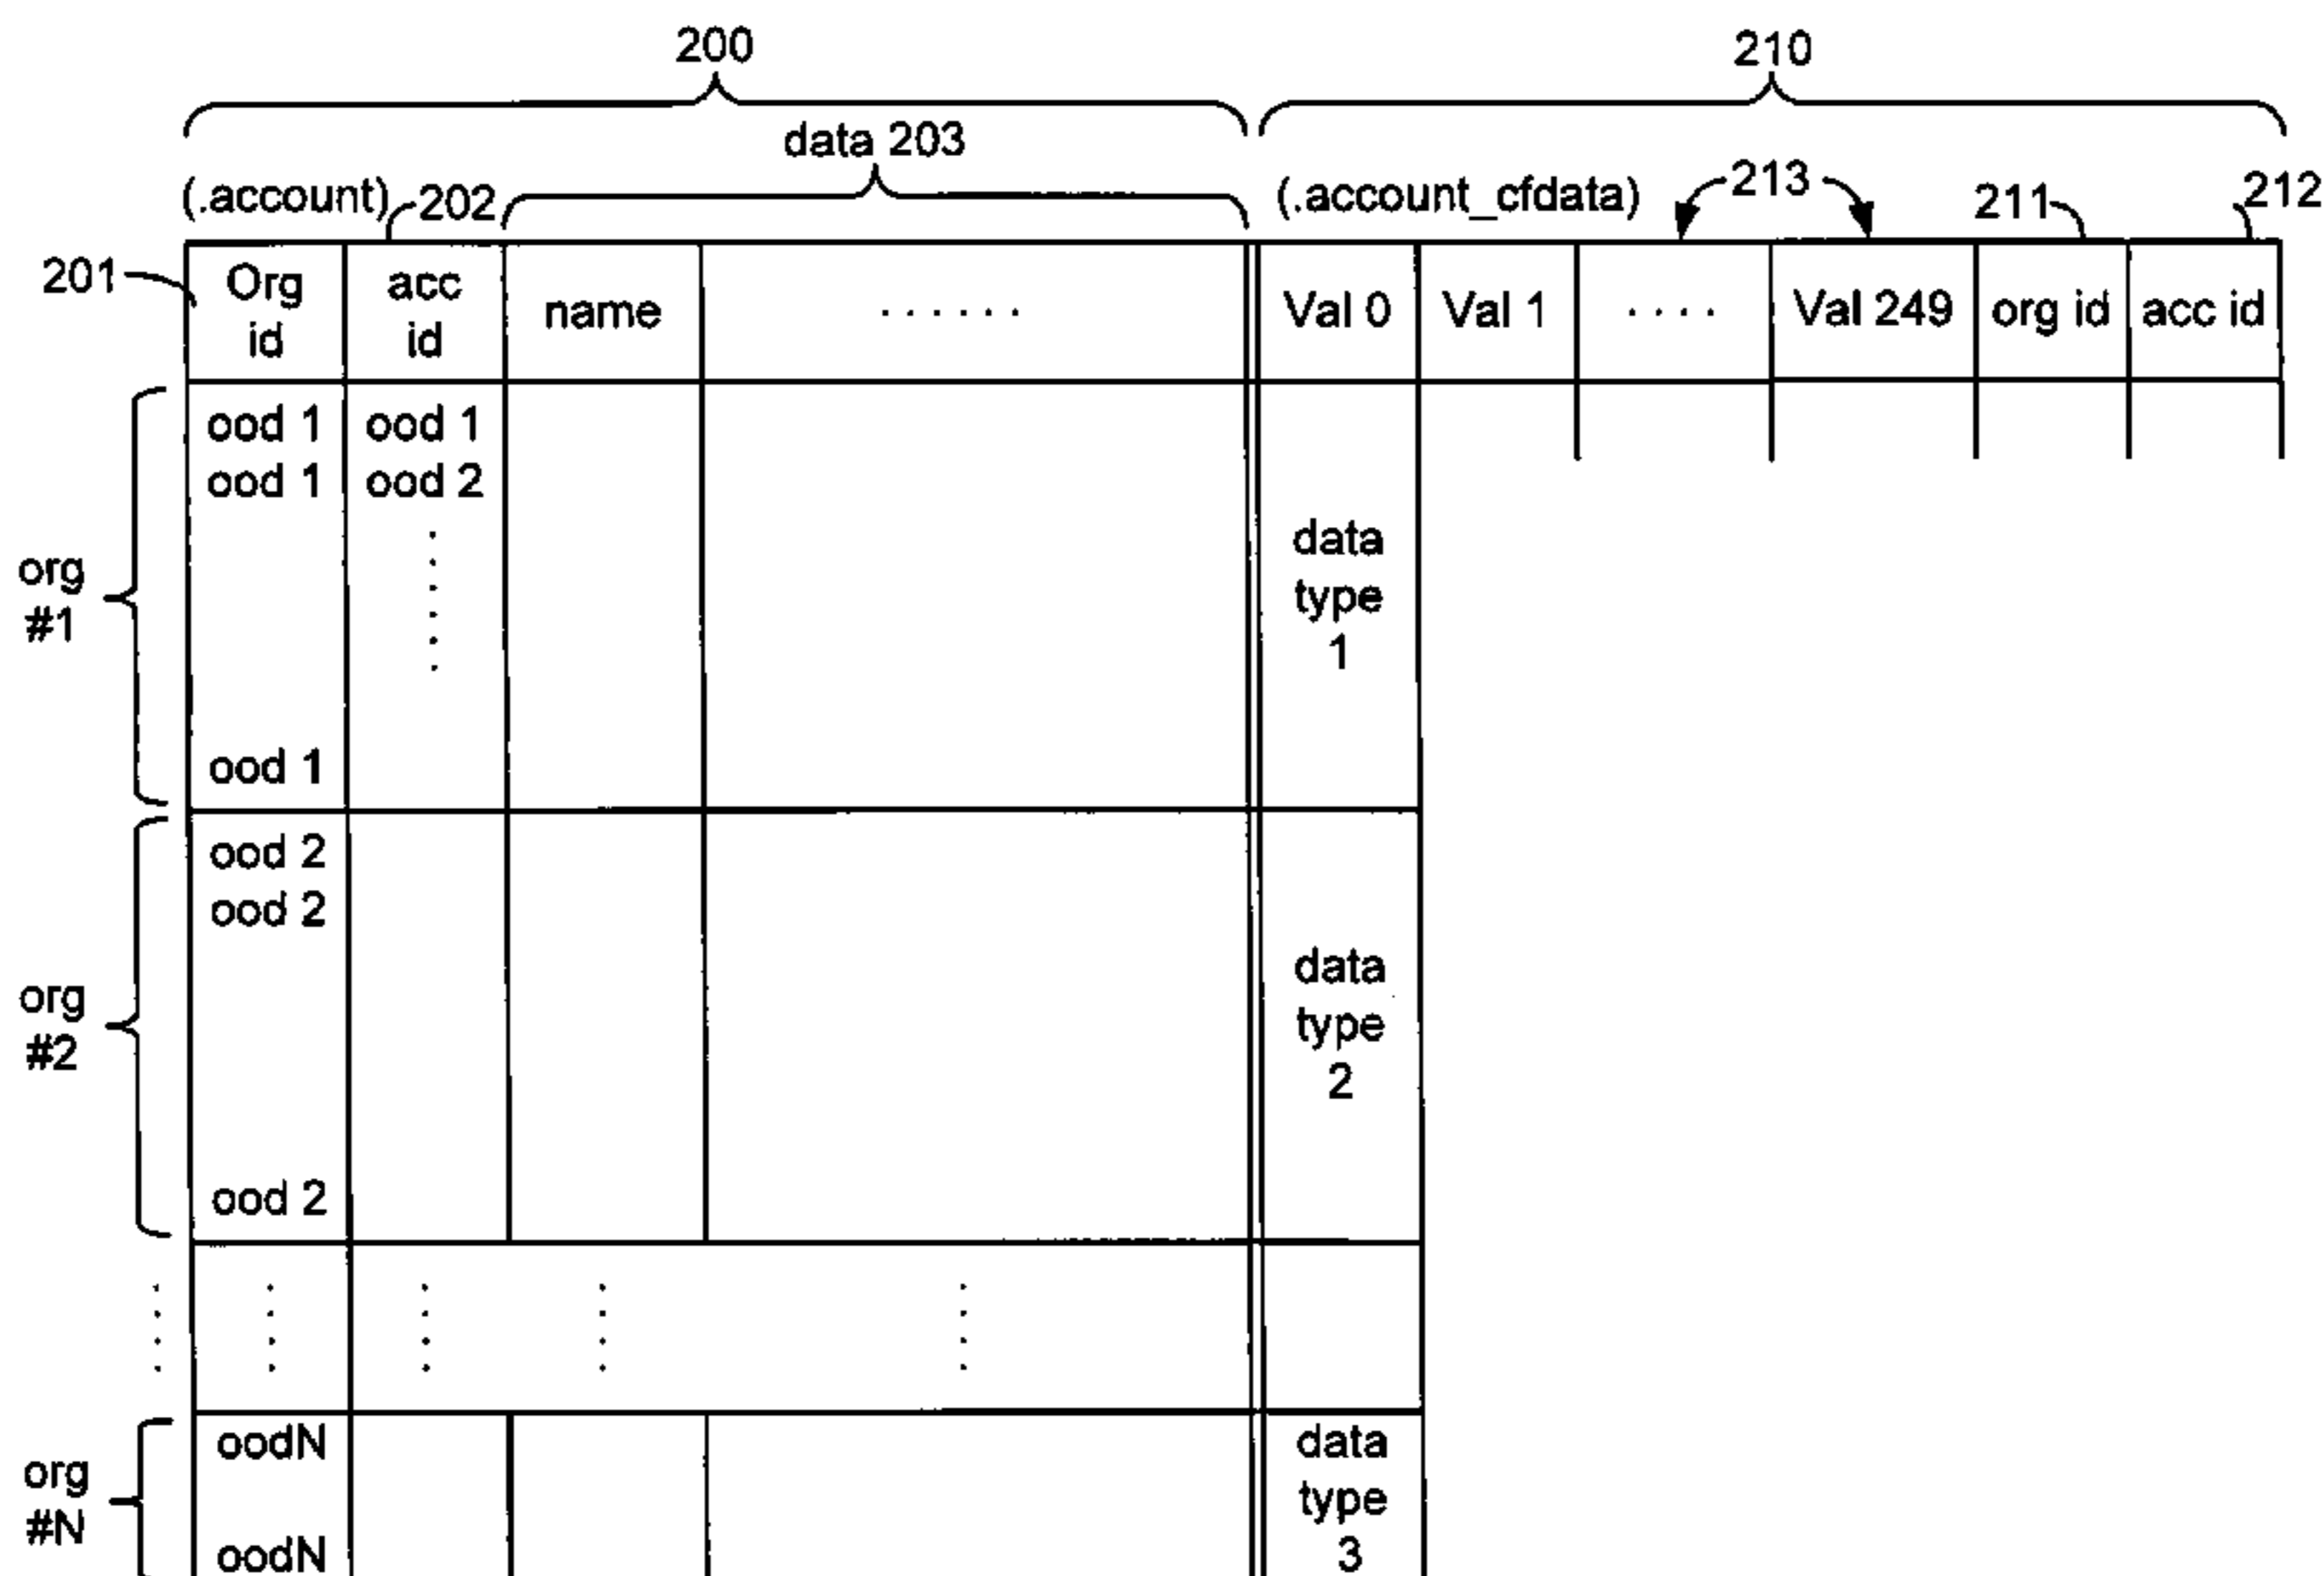 200
210
data 203
(.account)
202
(.account_cfdata)
213
211
212
201
Org id
acc id
name
......
Val 0
Val 1
....
Val 249
org id
acc id
org #1
ood 1
ood 1
ood 1
ood 2
ood 1
data type 1
org #2
ood 2
ood 2
ood 2
data type 2
org #N
oodN
oodN
data type 3